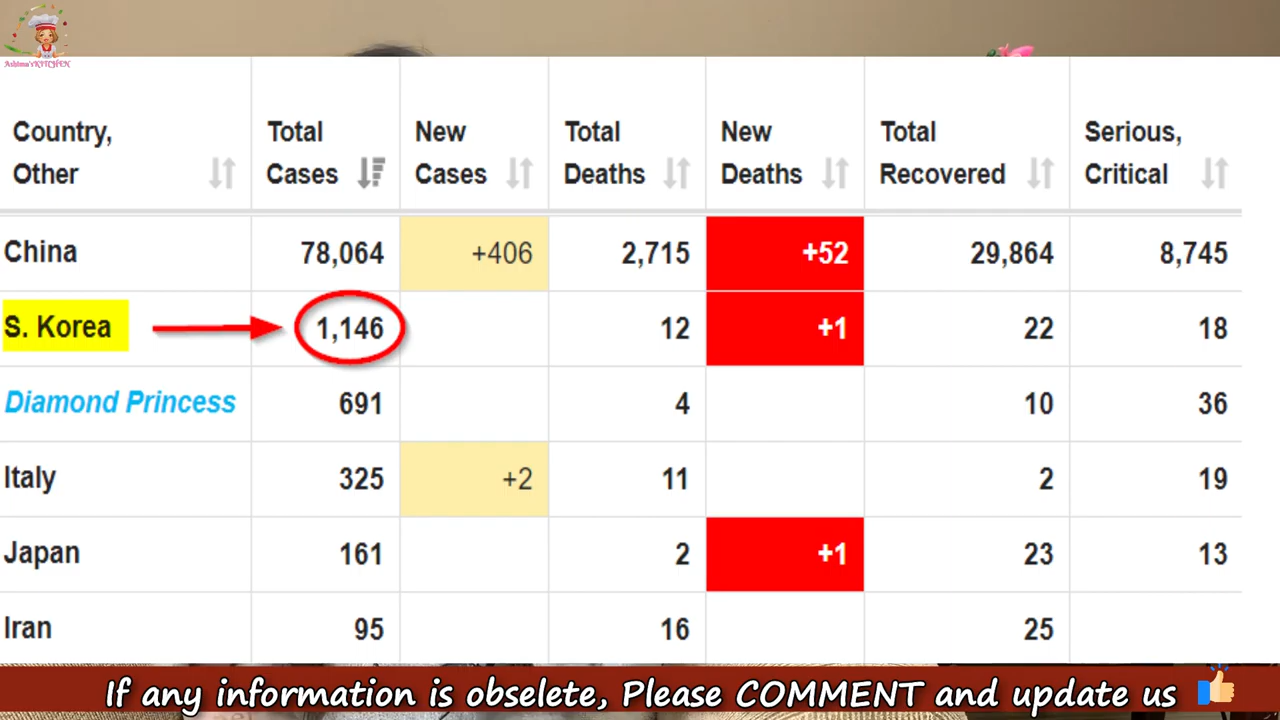 Ashima'sKITCHEN
Country, Other Total Cases New Cases Total Deaths New Deaths Total Recovered Serious, Critical
China 78,064 +406 2,715 +52 29,864 8,745
S. Korea 1,146 12 +1 22 18
Diamond Princess 691 4 10 36
Italy 325 +2 11 2 19
Japan 161 2 +1 23 13
Iran 95 16 25
If any information is obselete, Please COMMENT and update us